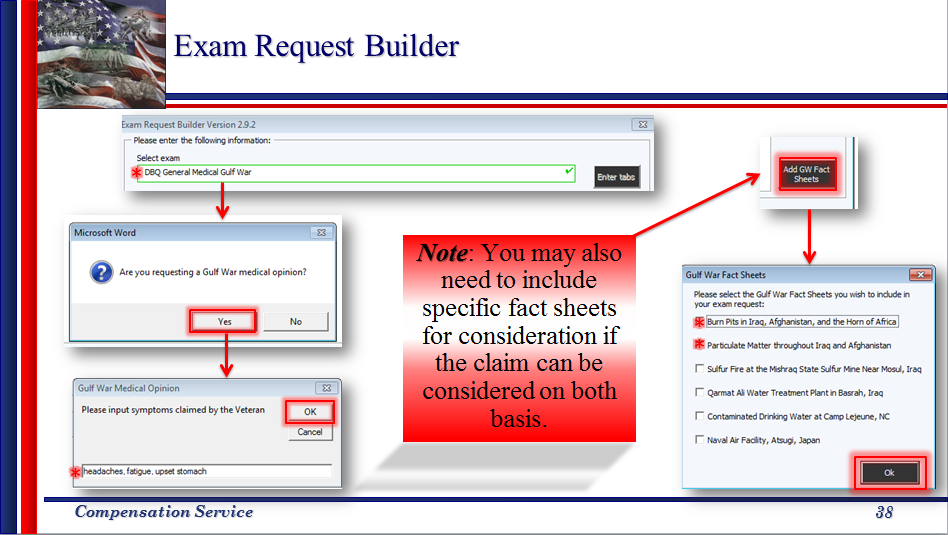 Exam Request Builder
Exam Request Builder Version 2.9.2
Please enter the following information:
Select exam
DBQ General Medical Gulf War
Enter tabs
Microsoft Word
Are you requesting a Gulf War medical opinion?
Yes
No
Gulf War Medical Opinion
Please input symptoms claimed by the Veteran
OK
Cancel
headaches, fatigue, upset stomach
Note: You may also
need to include
specific fact sheets
for consideration if
the claim can be
considered on both
basis.
Add GW Fact
Sheets
Gulf War Fact Sheets
Please select the Gulf War Fact Sheets you wish to include in
your exam request:
Burn Pits in Iraq, Afghanistan, and the Horn of Africa
Particulate Matter throughout Iraq and Afghanistan
Sulfur Fire at the Mishraq State Sulfur Mine Near Mosul, Iraq
Qarmat Ali Water Treatment Plant in Basrah, Iraq
Contaminated Drinking Water at Camp Lejeune, NC
Naval Air Facility, Atsugi, Japan
Ok
Compensation Service
38